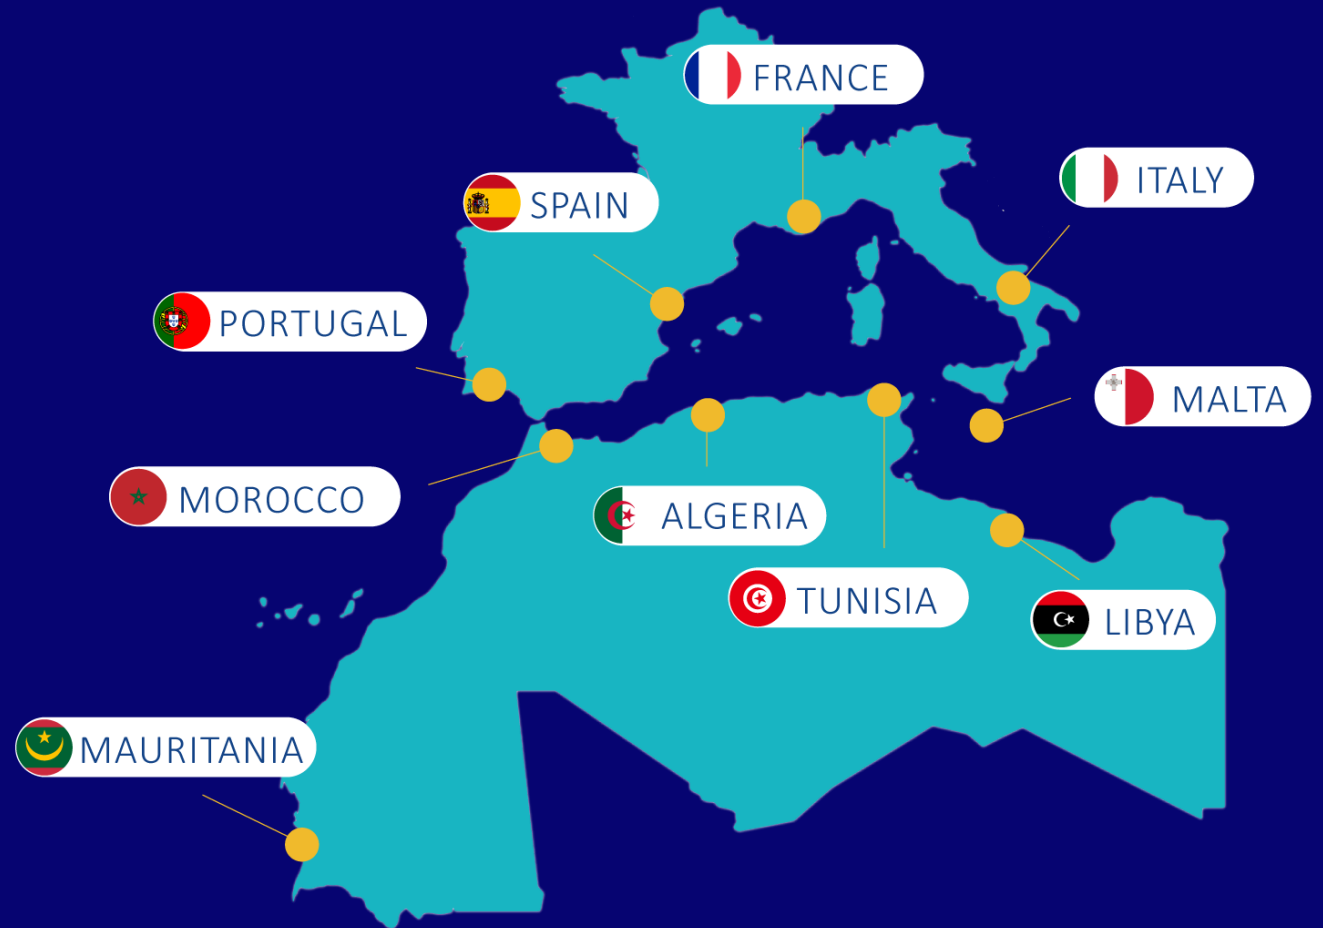 FRANCE
ITALY
SPAIN
PORTUGAL
MALTA
MOROCCO
ALGERIA
TUNISIA
LIBYA
MAURITANIA